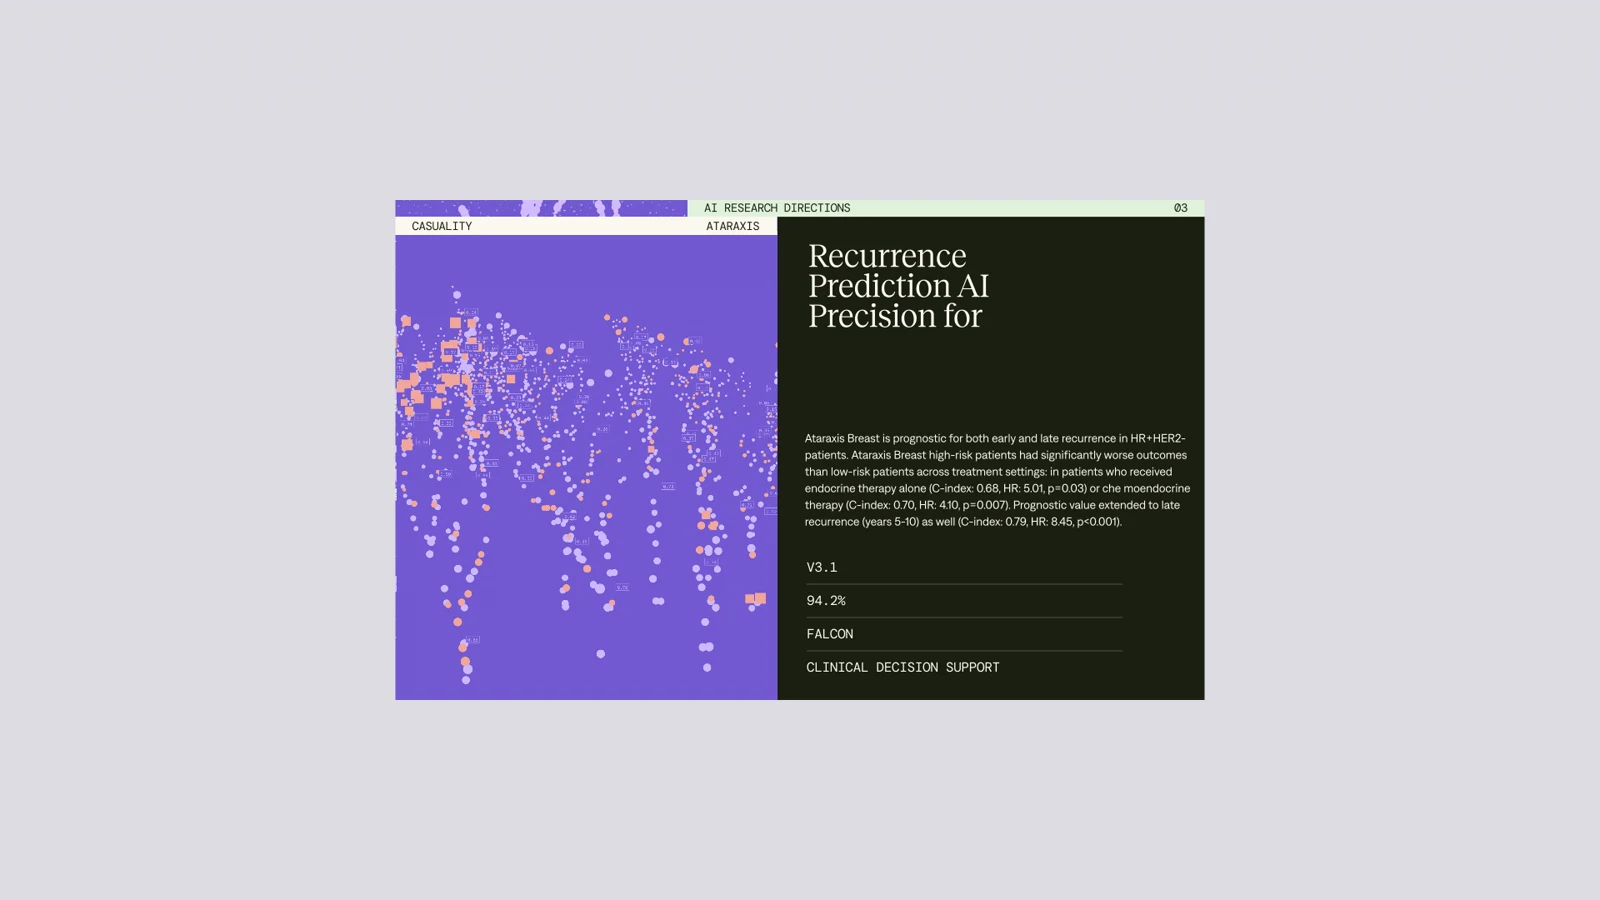 AI RESEARCH DIRECTIONS 03
CASUALITY ATARAXIS
Recurrence
Prediction AI
Precision for
Ataraxis Breast is prognostic for both early and late recurrence in HR+HER2-
patients. Ataraxis Breast high-risk patients had significantly worse outcomes
than low-risk patients across treatment settings: in patients who received
endocrine therapy alone (C-index: 0.68, HR: 5.01, p=0.03) or che moendocrine
therapy (C-index: 0.70, HR: 4.10, p=0.007). Prognostic value extended to late
recurrence (years 5-10) as well (C-index: 0.79, HR: 8.45, p<0.001).
V3.1
94.2%
FALCON
CLINICAL DECISION SUPPORT